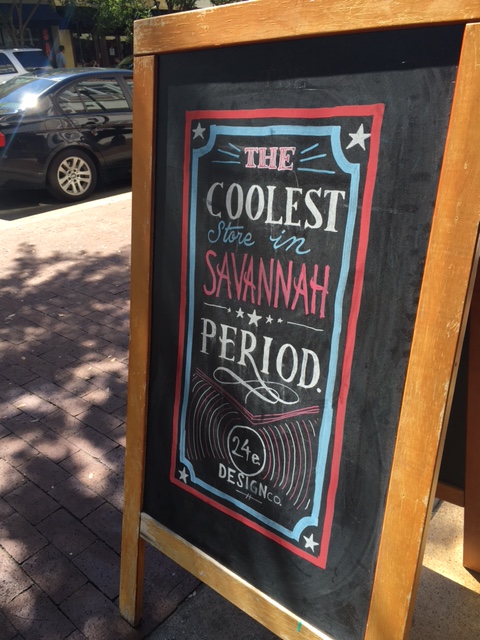 THE
COOLEST
Store in
SAVANNAH
PERIOD.
24e
DESIGN CO.